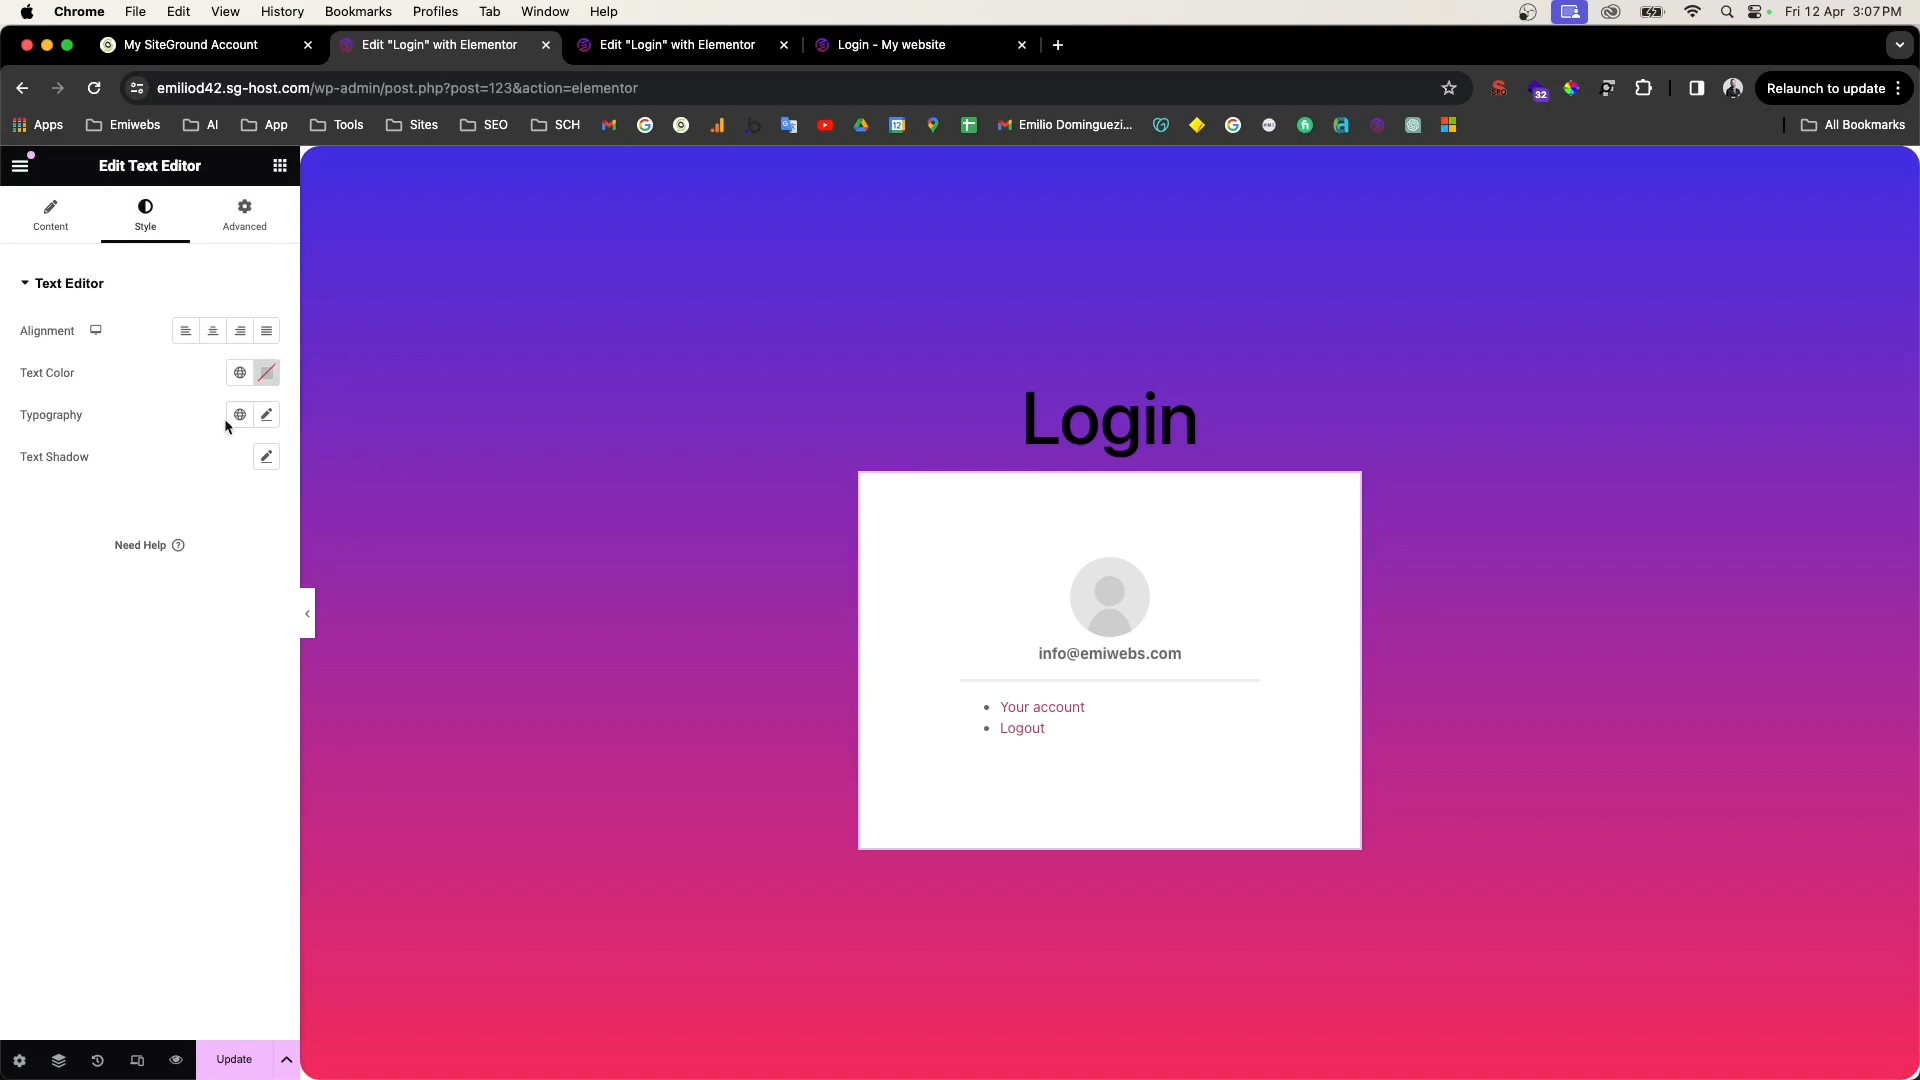 Chrome File Edit View History Bookmarks Profiles Tab Window Help Fri 12 Apr 3:07 PM
My SiteGround Account Edit "Login" with Elementor Edit "Login" with Elementor Login - My website
emiliod42.sg-host.com/wp-admin/post.php?post=123&action=elementor 32 Relaunch to update
Apps Emiwebs AI App Tools Sites SEO SCH Emilio Dominguezi... All Bookmarks
Edit Text Editor
Content Style Advanced
Text Editor
Alignment
Text Color
Typography
Text Shadow
Need Help
Login
info@emiwebs.com
Your account
Logout
Update